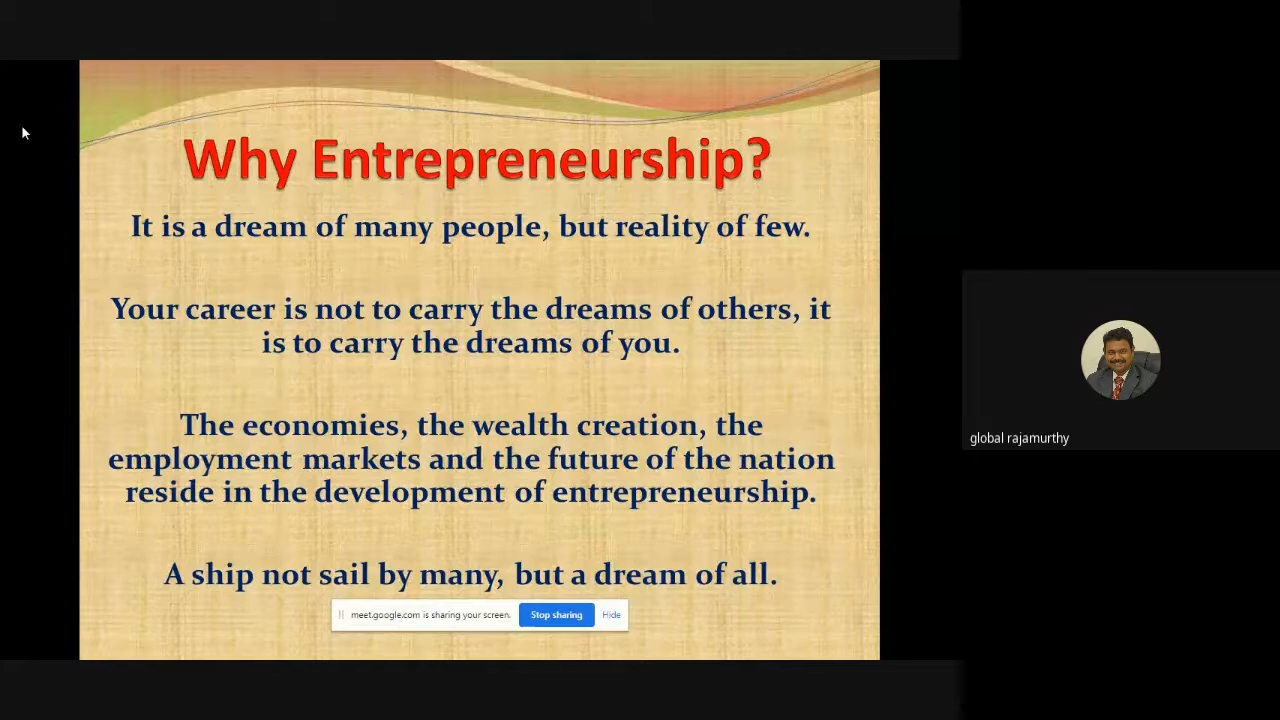 Why Entrepreneurship?
It is a dream of many people, but reality of few.
Your career is not to carry the dreams of others, it
is to carry the dreams of you.
The economies, the wealth creation, the
employment markets and the future of the nation
reside in the development of entrepreneurship.
A ship not sail by many, but a dream of all.
meet.google.com is sharing your screen. Stop sharing Hide
global rajamurthy